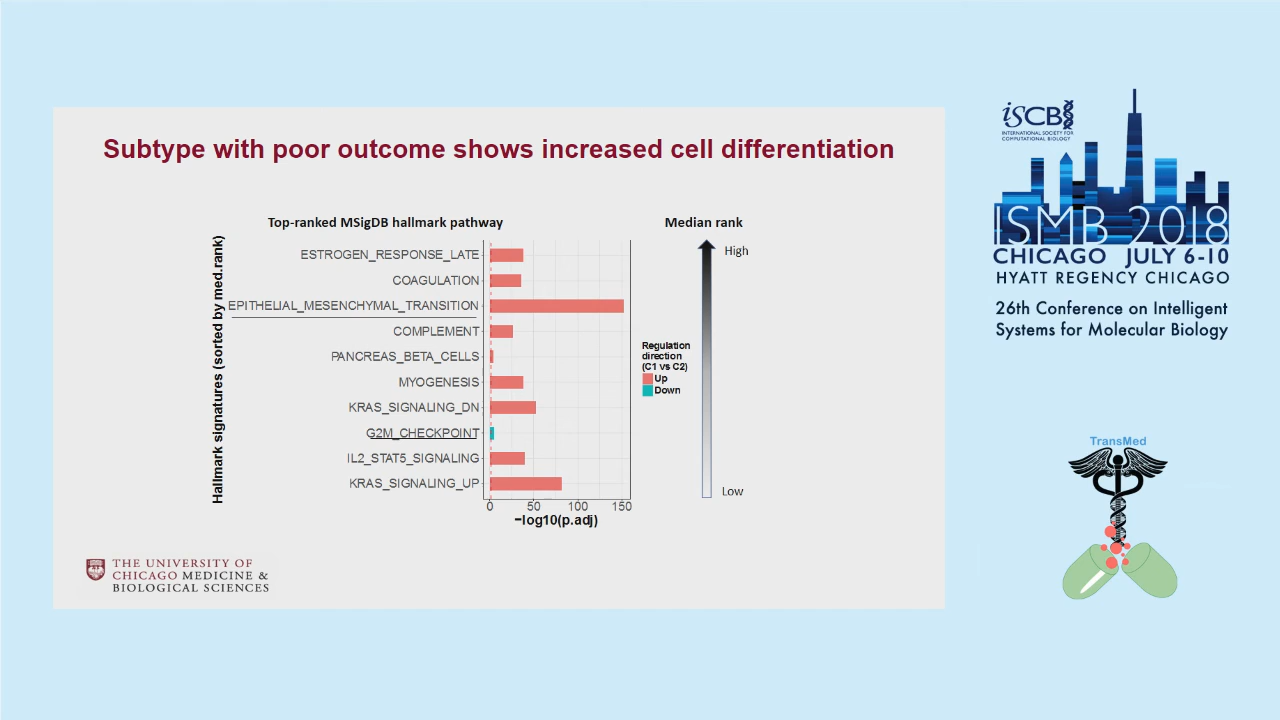 Subtype with poor outcome shows increased cell differentiation
Top-ranked MSigDB hallmark pathway
Median rank
Hallmark signatures (sorted by med.rank)
ESTROGEN_RESPONSE_LATE
COAGULATION
EPITHELIAL_MESENCHYMAL_TRANSITION
COMPLEMENT
PANCREAS_BETA_CELLS
MYOGENESIS
KRAS_SIGNALING_DN
G2M_CHECKPOINT
IL2_STAT5_SIGNALING
KRAS_SIGNALING_UP
0 50 100 150
−log10(p.adj)
Regulation
direction
(C1 vs C2)
Up
Down
High
Low
THE UNIVERSITY OF
CHICAGO MEDICINE &
BIOLOGICAL SCIENCES
iSCB
INTERNATIONAL SOCIETY FOR
COMPUTATIONAL BIOLOGY
ISMB 2018
CHICAGO JULY 6-10
HYATT REGENCY CHICAGO
26th Conference on Intelligent
Systems for Molecular Biology
TransMed